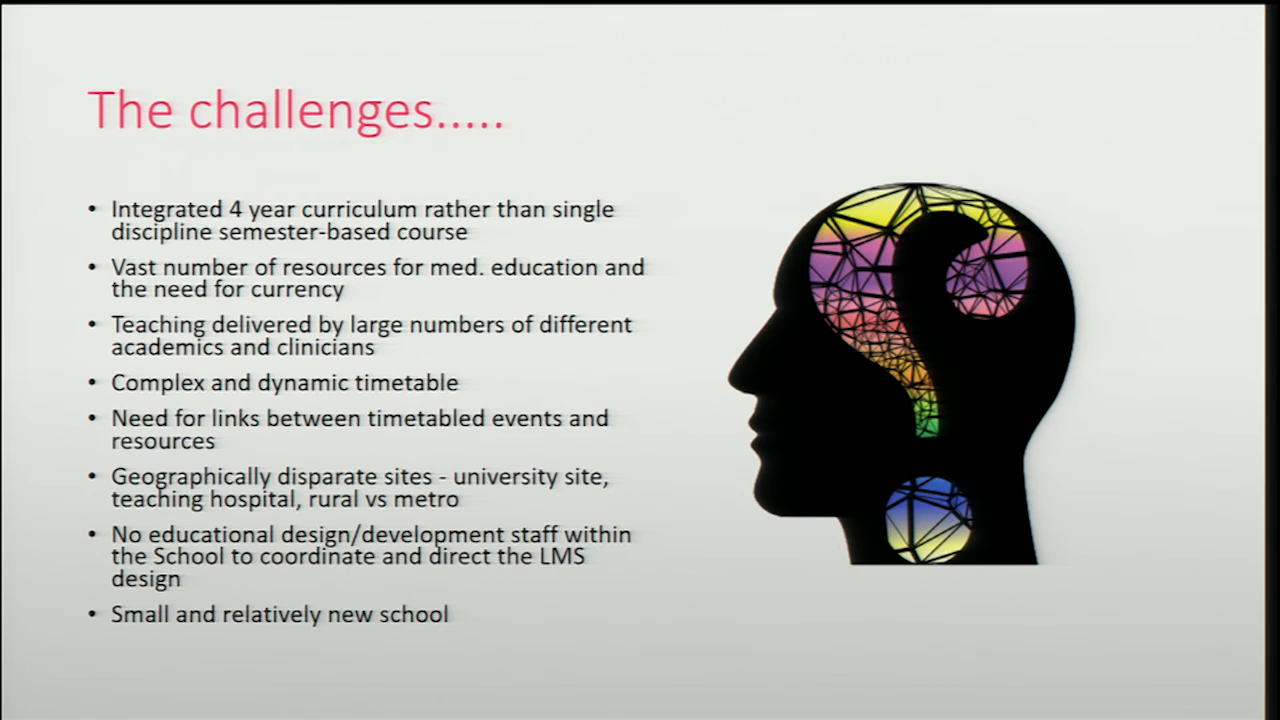 The challenges.....
• Integrated 4 year curriculum rather than single
discipline semester-based course
• Vast number of resources for med. education and
the need for currency
• Teaching delivered by large numbers of different
academics and clinicians
• Complex and dynamic timetable
• Need for links between timetabled events and
resources
• Geographically disparate sites - university site,
teaching hospital, rural vs metro
• No educational design/development staff within
the School to coordinate and direct the LMS
design
• Small and relatively new school